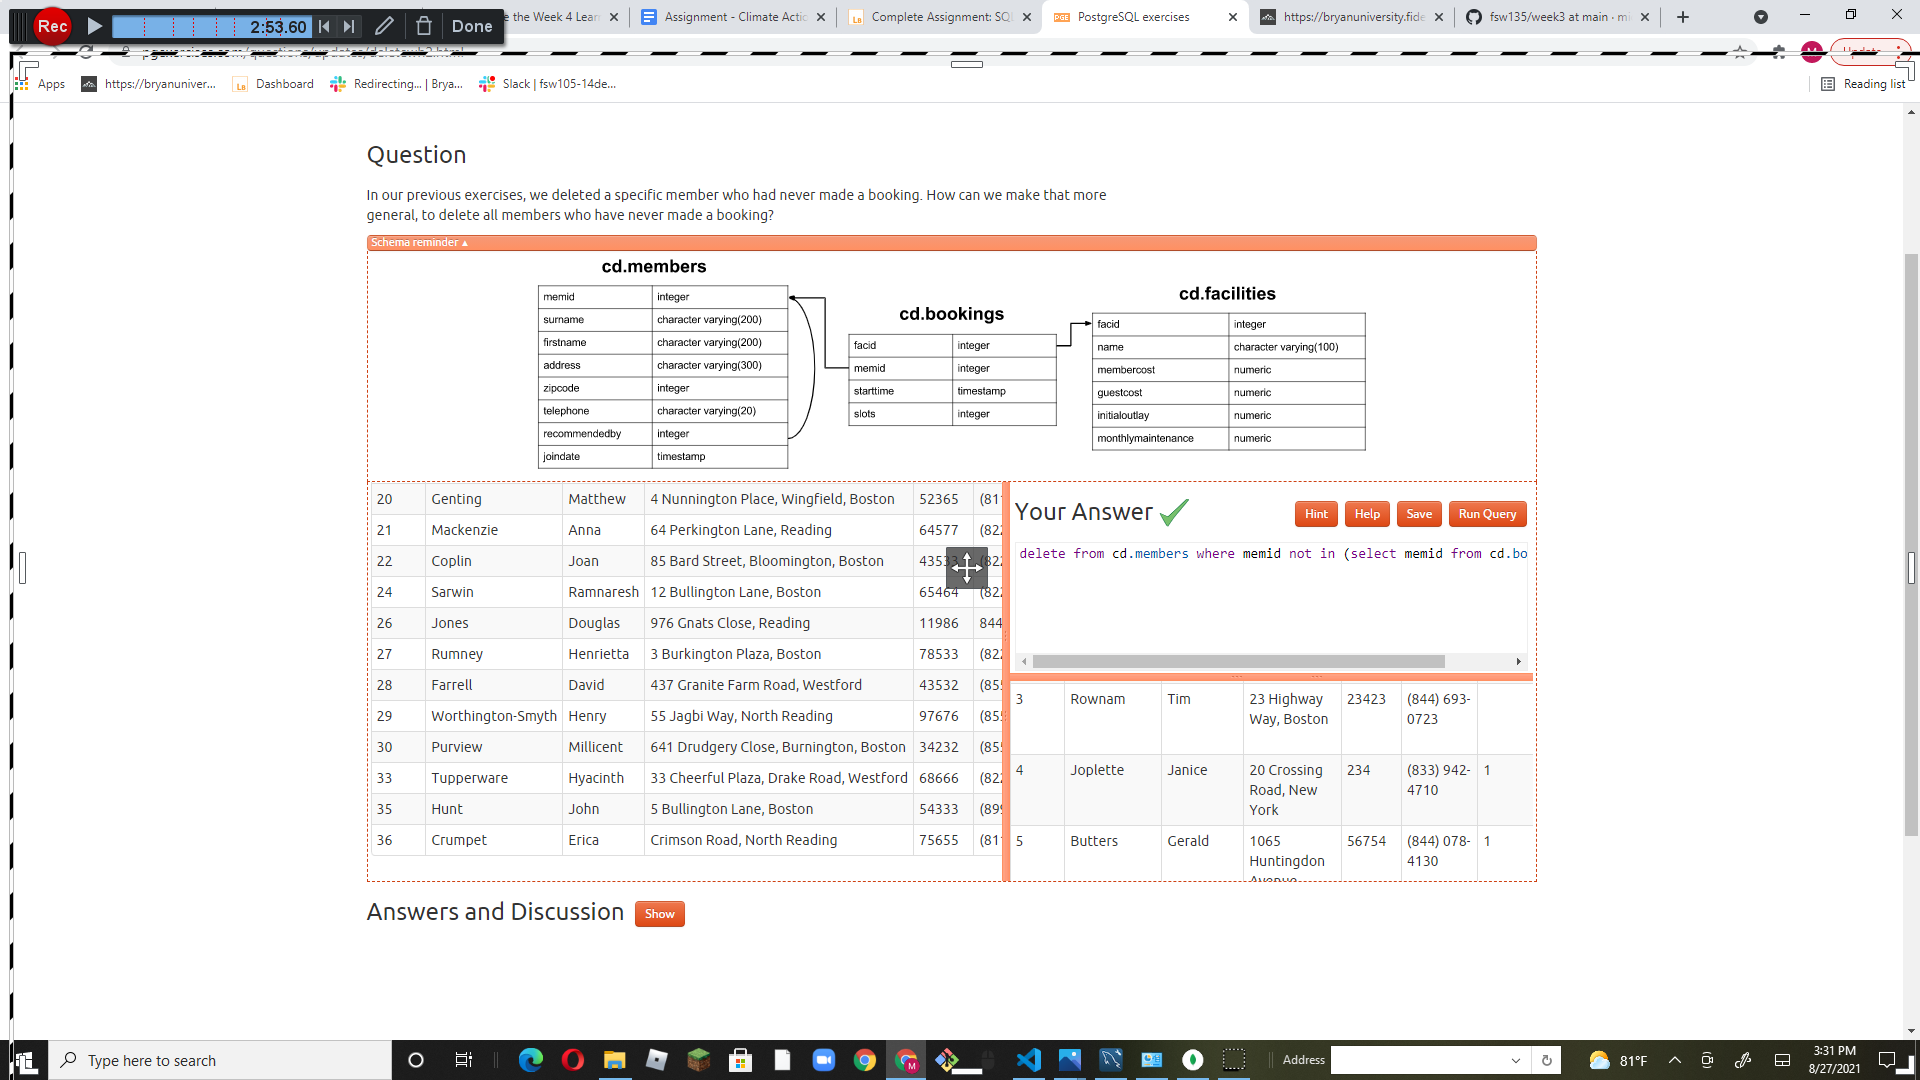 Rec
2:53.60
Done
e the Week 4 Lear
Assignment - Climate Actic
Complete Assignment: SQ
PostgreSQL exercises
https://bryanuniversity.fide
fsw135/week3 at main · m
Apps
https://bryanuniver...
Dashboard
Redirecting... | Brya...
Slack | fsw105-14de...
Reading list
Question
In our previous exercises, we deleted a specific member who had never made a booking. How can we make that more
general, to delete all members who have never made a booking?
Schema reminder ▲
cd.members
memid integer
surname character varying(200)
firstname character varying(200)
address character varying(300)
zipcode integer
telephone character varying(20)
recommendedby integer
joindate timestamp
cd.bookings
facid integer
memid integer
starttime timestamp
slots integer
cd.facilities
facid integer
name character varying(100)
membercost numeric
guestcost numeric
initialoutlay numeric
monthlymaintenance numeric
20 Genting Matthew 4 Nunnington Place, Wingfield, Boston 52365 (811
21 Mackenzie Anna 64 Perkington Lane, Reading 64577 (822
22 Coplin Joan 85 Bard Street, Bloomington, Boston 43533 (822
24 Sarwin Ramnaresh 12 Bullington Lane, Boston 65464 (822
26 Jones Douglas 976 Gnats Close, Reading 11986 844
27 Rumney Henrietta 3 Burkington Plaza, Boston 78533 (822
28 Farrell David 437 Granite Farm Road, Westford 43532 (855
29 Worthington-Smyth Henry 55 Jagbi Way, North Reading 97676 (855
30 Purview Millicent 641 Drudgery Close, Burnington, Boston 34232 (855
33 Tupperware Hyacinth 33 Cheerful Plaza, Drake Road, Westford 68666 (822
35 Hunt John 5 Bullington Lane, Boston 54333 (899
36 Crumpet Erica Crimson Road, North Reading 75655 (811
Your Answer
Hint
Help
Save
Run Query
delete from cd.members where memid not in (select memid from cd.bo
3 Rownam Tim 23 Highway Way, Boston 23423 (844) 693-0723
4 Joplette Janice 20 Crossing Road, New York 234 (833) 942-4710 1
5 Butters Gerald 1065 Huntingdon Avenue 56754 (844) 078-4130 1
Answers and Discussion
Show
Type here to search
Address
81°F
3:31 PM
8/27/2021